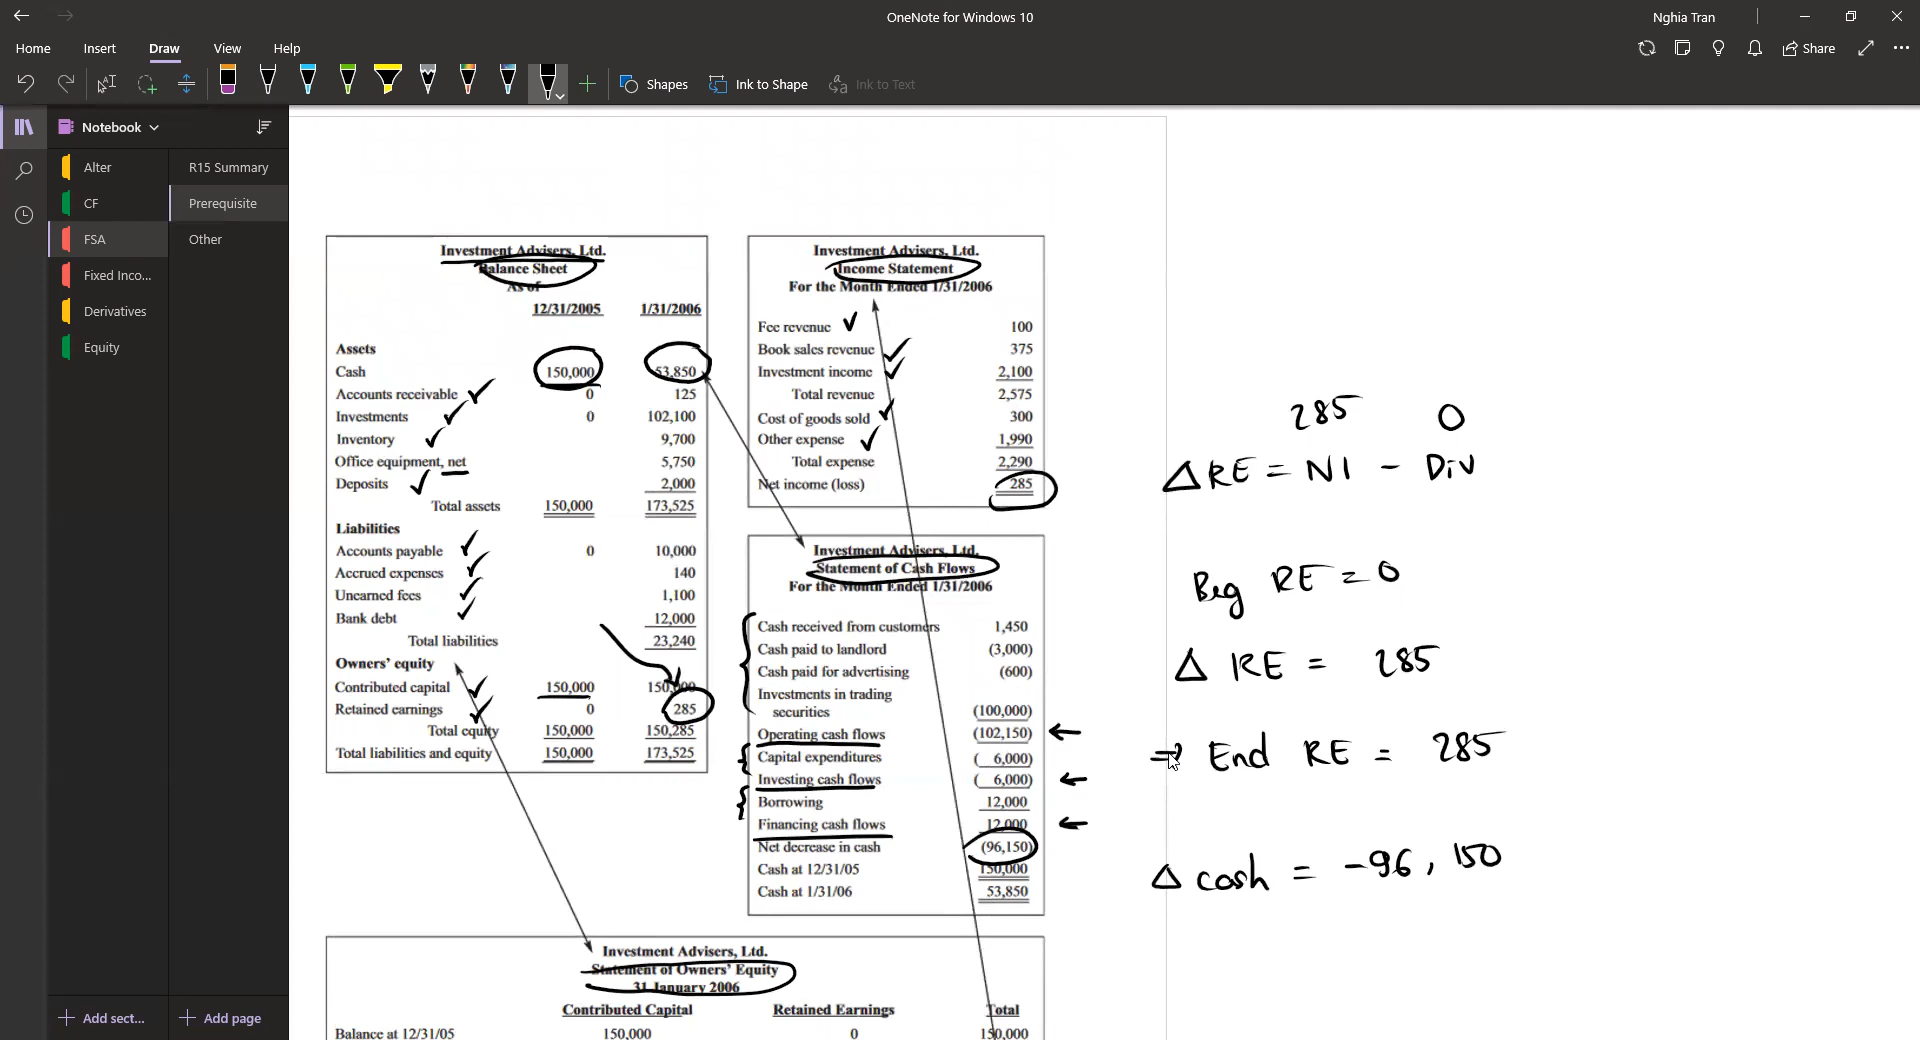 OneNote for Windows 10
Nghia Tran
Home Insert Draw View Help
Share
Shapes
Ink to Shape
Ink to Text
Notebook
Alter
CF
FSA
Fixed Inco...
Derivatives
Equity
R15 Summary
Prerequisite
Other
Add sect...
Add page
Investment Advisers, Ltd.
Balance Sheet
As of
12/31/2005 1/31/2006
Assets
Cash 150,000 53,850
Accounts receivable 0 125
Investments 0 102,100
Inventory 9,700
Office equipment, net 5,750
Deposits 2,000
Total assets 150,000 173,525
Liabilities
Accounts payable 0 10,000
Accrued expenses 140
Unearned fees 1,100
Bank debt 12,000
Total liabilities 23,240
Owners' equity
Contributed capital 150,000 150,000
Retained earnings 0 285
Total equity 150,000 150,285
Total liabilities and equity 150,000 173,525
Investment Advisers, Ltd.
Income Statement
For the Month Ended 1/31/2006
Fee revenue 100
Book sales revenue 375
Investment income 2,100
Total revenue 2,575
Cost of goods sold 300
Other expense 1,990
Total expense 2,290
Net income (loss) 285
Investment Advisers, Ltd.
Statement of Cash Flows
For the Month Ended 1/31/2006
Cash received from customers 1,450
Cash paid to landlord (3,000)
Cash paid for advertising (600)
Investments in trading
securities (100,000)
Operating cash flows (102,150)
Capital expenditures ( 6,000)
Investing cash flows ( 6,000)
Borrowing 12,000
Financing cash flows 12,000
Net decrease in cash (96,150)
Cash at 12/31/05 150,000
Cash at 1/31/06 53,850
Investment Advisers, Ltd.
Statement of Owners' Equity
31 January 2006
Contributed Capital Retained Earnings Total
Balance at 12/31/05 150,000 0 150,000
285 0
Δ RE = NI - Div
Beg RE = 0
Δ RE = 285
⇒ End RE = 285
Δ cash = -96,150